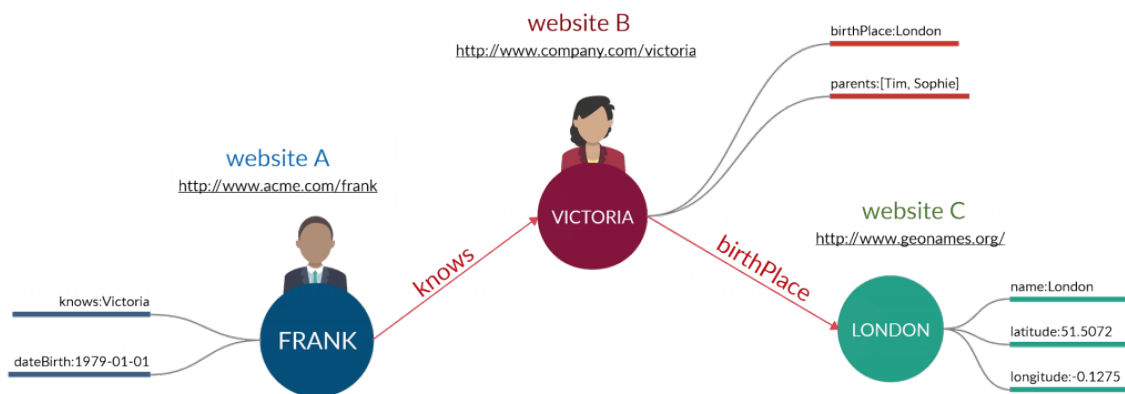 website B
http://www.company.com/victoria
birthPlace:London
parents:[Tim, Sophie]
website A
http://www.acme.com/frank
VICTORIA
website C
http://www.geonames.org/
knows
birthPlace
knows:Victoria
dateBirth:1979-01-01
FRANK
LONDON
name:London
latitude:51.5072
longitude:-0.1275